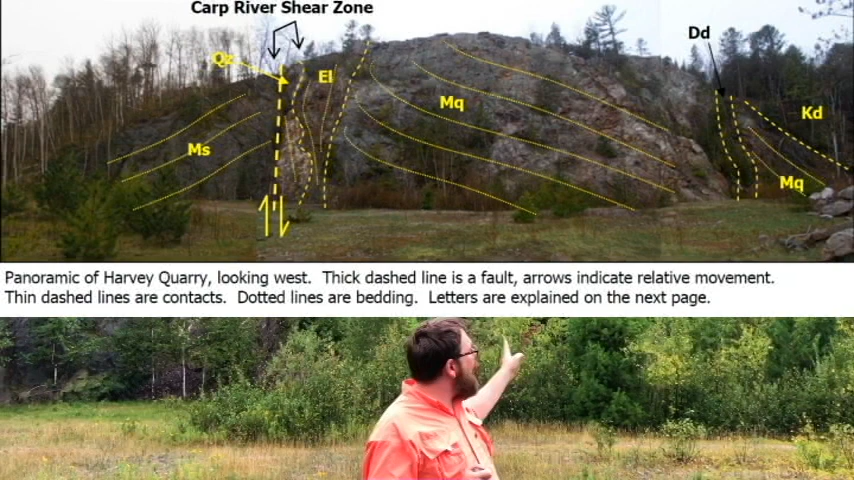 Carp River Shear Zone
Dd
Qz
El
Mq
Kd
Ms
Mq
Panoramic of Harvey Quarry, looking west. Thick dashed line is a fault, arrows indicate relative movement.
Thin dashed lines are contacts. Dotted lines are bedding. Letters are explained on the next page.